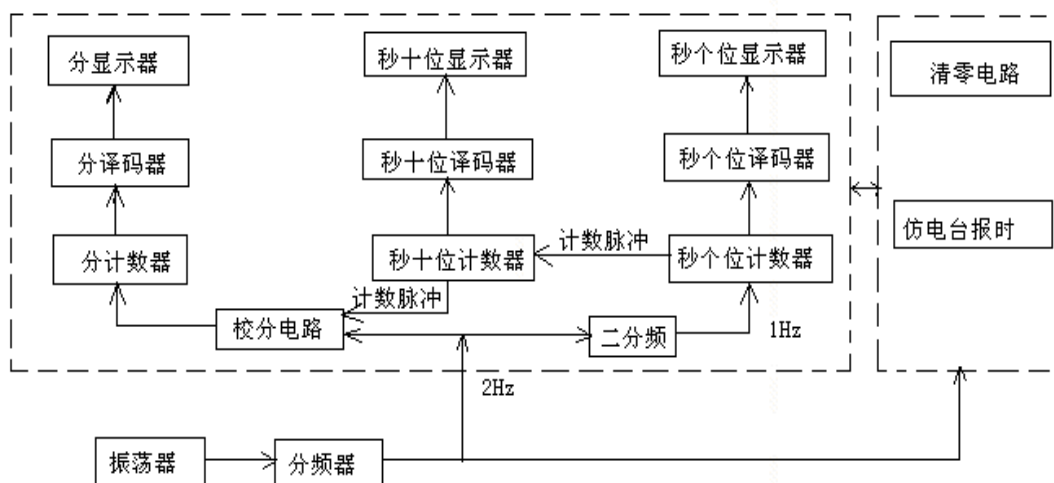 分显示器
秒十位显示器
秒个位显示器
清零电路
分译码器
秒十位译码器
秒个位译码器
仿电台报时
分计数器
秒十位计数器
计数脉冲
秒个位计数器
计数脉冲
校分电路
二分频
1Hz
2Hz
振荡器
分频器